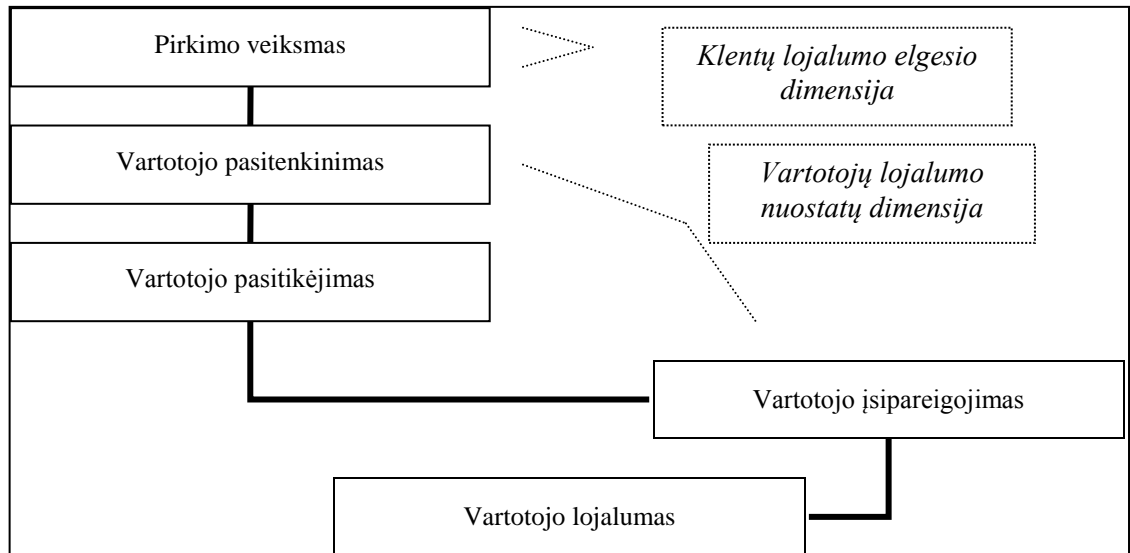 Pirkimo veiksmas
Klentų lojalumo elgesio
dimensija
Vartotojo pasitenkinimas
Vartotojų lojalumo
nuostatų dimensija
Vartotojo pasitikėjimas
Vartotojo įsipareigojimas
Vartotojo lojalumas